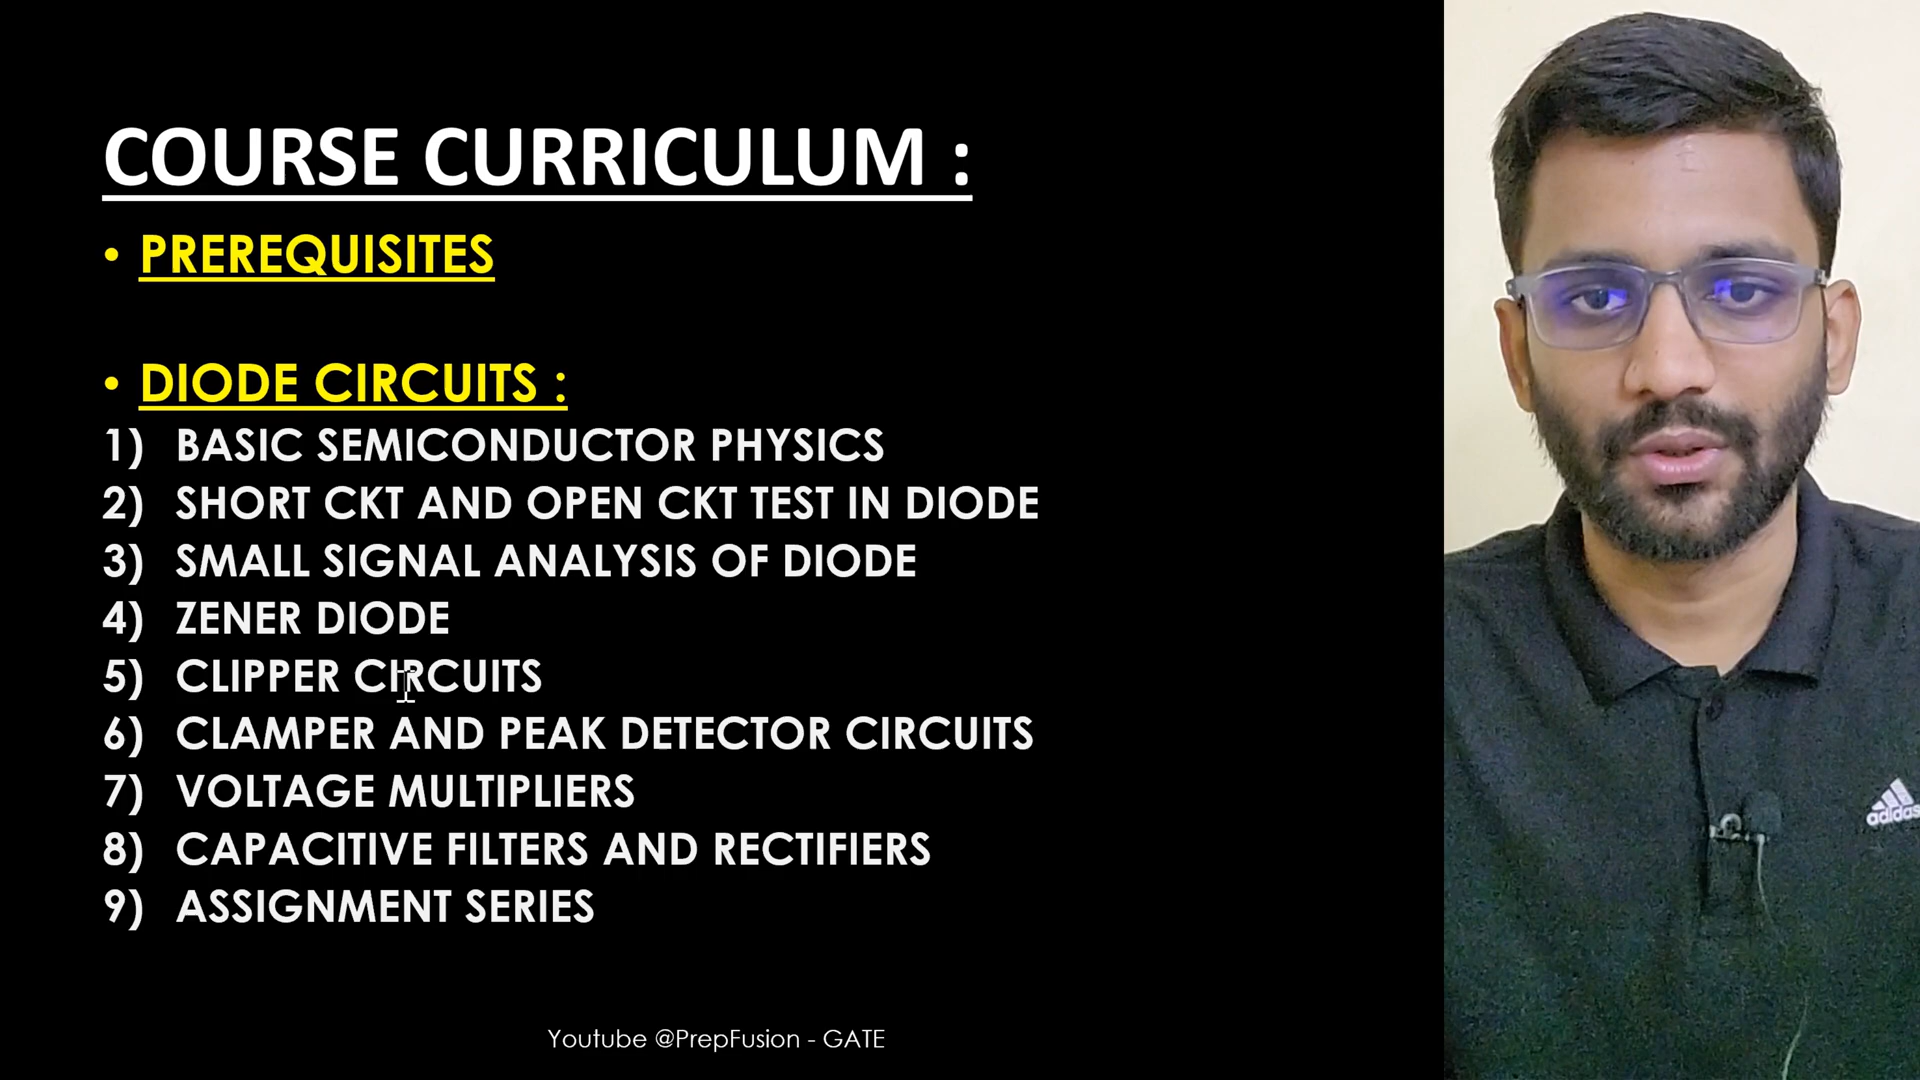 COURSE CURRICULUM :
• PREREQUISITES
• DIODE CIRCUITS :
1) BASIC SEMICONDUCTOR PHYSICS
2) SHORT CKT AND OPEN CKT TEST IN DIODE
3) SMALL SIGNAL ANALYSIS OF DIODE
4) ZENER DIODE
5) CLIPPER CIRCUITS
6) CLAMPER AND PEAK DETECTOR CIRCUITS
7) VOLTAGE MULTIPLIERS
8) CAPACITIVE FILTERS AND RECTIFIERS
9) ASSIGNMENT SERIES
adidas
Youtube @PrepFusion - GATE